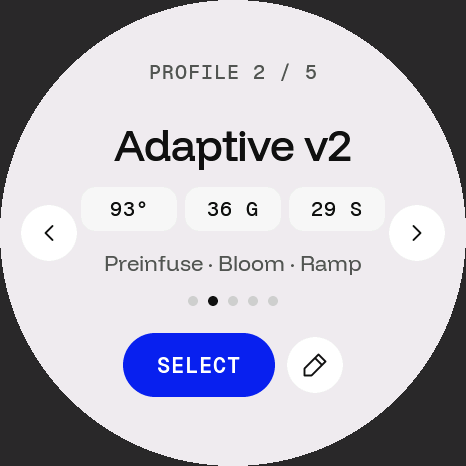 PROFILE 2 / 5
Adaptive v2
93° 36 G 29 S
Preinfuse · Bloom · Ramp
SELECT